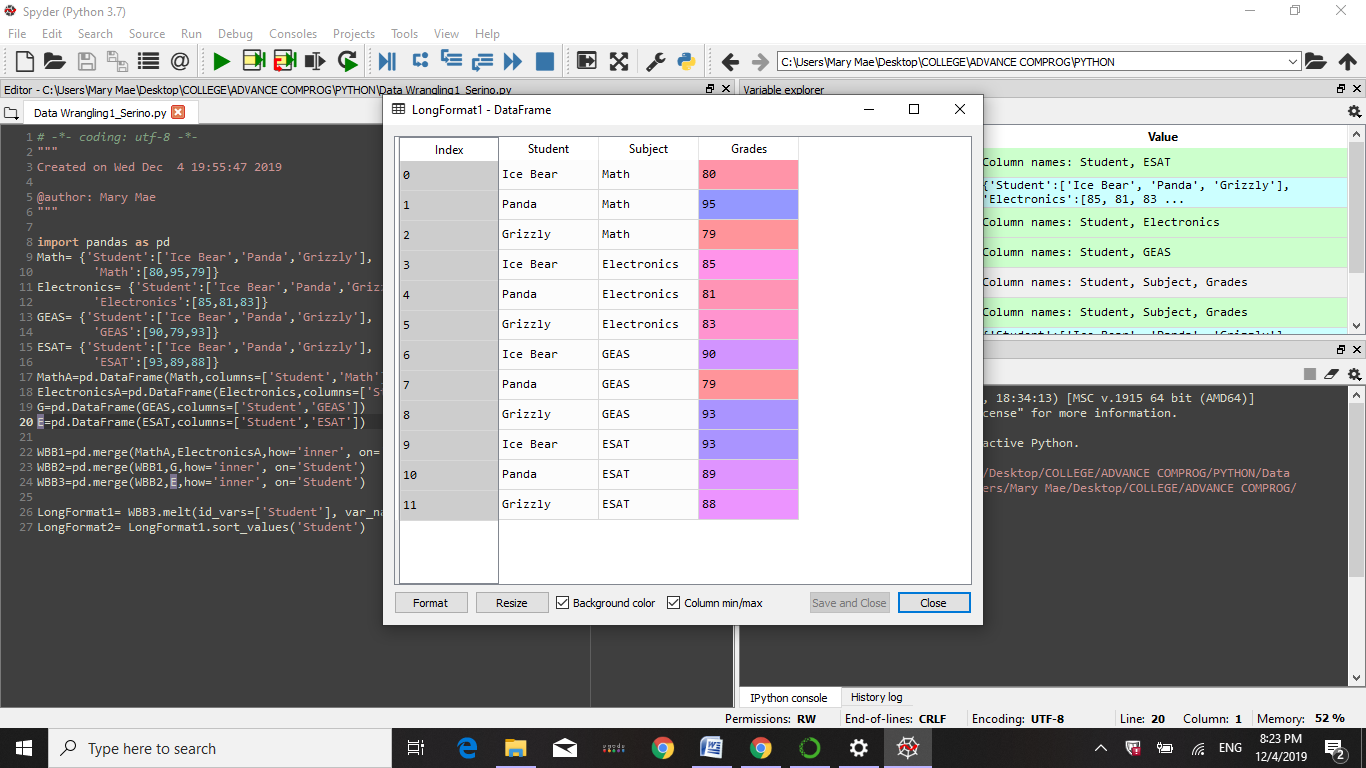 Spyder (Python 3.7)
File Edit Search Source Run Debug Consoles Projects Tools View Help
C:\Users\Mary Mae\Desktop\COLLEGE\ADVANCE COMPROG\PYTHON
Editor - C:\Users\Mary Mae\Desktop\COLLEGE\ADVANCE COMPROG\PYTHON\Data Wrangling1_Serino.py
Data Wrangling1_Serino.py
1 # -*- coding: utf-8 -*-
2 """
3 Created on Wed Dec  4 19:55:47 2019
4
5 @author: Mary Mae
6 """
7
8 import pandas as pd
9 Math= {'Student':['Ice Bear','Panda','Grizzly'],
10 'Math':[80,95,79]}
11 Electronics= {'Student':['Ice Bear','Panda','Griz
12 'Electronics':[85,81,83]}
13 GEAS= {'Student':['Ice Bear','Panda','Grizzly'],
14 'GEAS':[90,79,93]}
15 ESAT= {'Student':['Ice Bear','Panda','Grizzly'],
16 'ESAT':[93,89,88]}
17 MathA=pd.DataFrame(Math,columns=['Student','Math'
18 ElectronicsA=pd.DataFrame(Electronics,columns=['S
19 G=pd.DataFrame(GEAS,columns=['Student','GEAS'])
20 E=pd.DataFrame(ESAT,columns=['Student','ESAT'])
21
22 WBB1=pd.merge(MathA,ElectronicsA,how='inner', on=
23 WBB2=pd.merge(WBB1,G,how='inner', on='Student')
24 WBB3=pd.merge(WBB2,E,how='inner', on='Student')
25
26 LongFormat1= WBB3.melt(id_vars=['Student'], var_na
27 LongFormat2= LongFormat1.sort_values('Student')
LongFormat1 - DataFrame
Index Student Subject Grades
0 Ice Bear Math 80
1 Panda Math 95
2 Grizzly Math 79
3 Ice Bear Electronics 85
4 Panda Electronics 81
5 Grizzly Electronics 83
6 Ice Bear GEAS 90
7 Panda GEAS 79
8 Grizzly GEAS 93
9 Ice Bear ESAT 93
10 Panda ESAT 89
11 Grizzly ESAT 88
Format Resize Background color Column min/max Save and Close Close
Variable explorer
Value
Column names: Student, ESAT
{'Student':['Ice Bear', 'Panda', 'Grizzly'],
'Electronics':[85, 81, 83 ...
Column names: Student, Electronics
Column names: Student, GEAS
Column names: Student, Subject, Grades
Column names: Student, Subject, Grades
{'Student':['Ice Bear', 'Panda', 'Grizzly'],
, 18:34:13) [MSC v.1915 64 bit (AMD64)]
cense" for more information.
active Python.
/Desktop/COLLEGE/ADVANCE COMPROG/PYTHON/Data
ers/Mary Mae/Desktop/COLLEGE/ADVANCE COMPROG/
IPython console History log
Permissions: RW End-of-lines: CRLF Encoding: UTF-8 Line: 20 Column: 1 Memory: 52 %
Type here to search
ENG
8:23 PM
12/4/2019
2